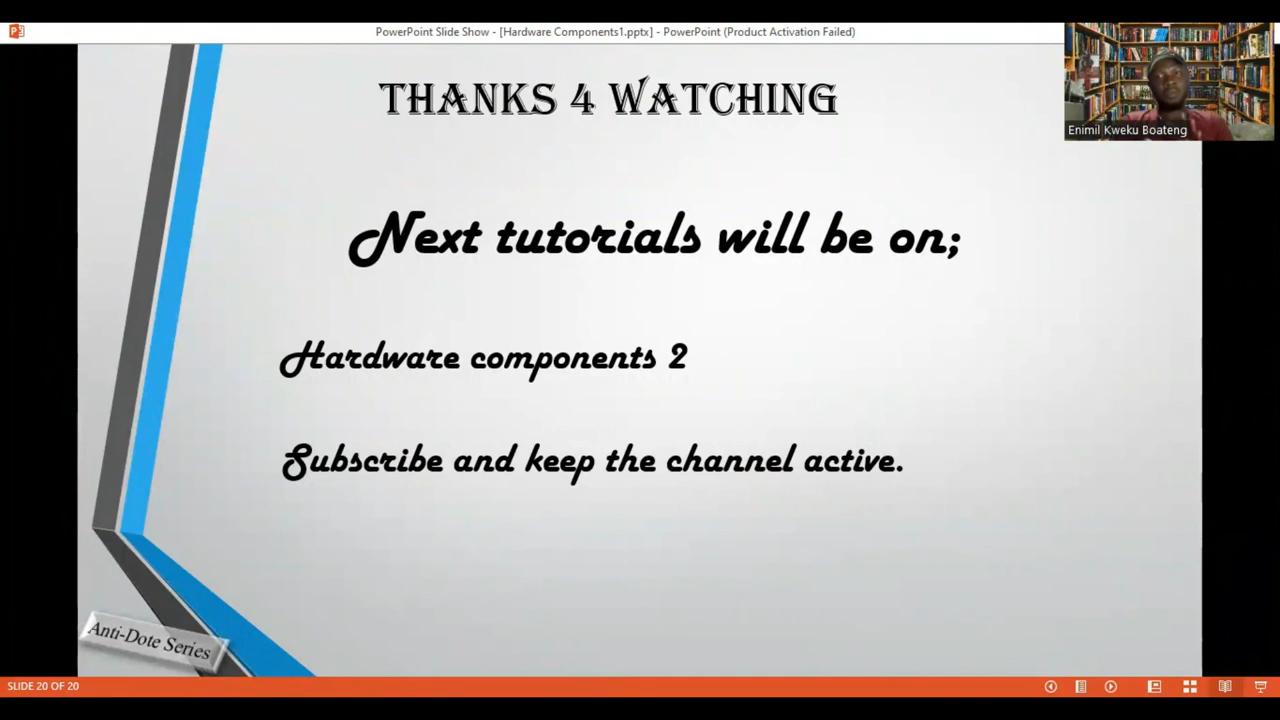 PowerPoint Slide Show - [Hardware Components1.pptx] - PowerPoint (Product Activation Failed)
THANKS 4 WATCHING
Enimil Kweku Boateng
Next tutorials will be on;
Hardware components 2
Subscribe and keep the channel active.
Anti-Dote Series
SLIDE 20 OF 20